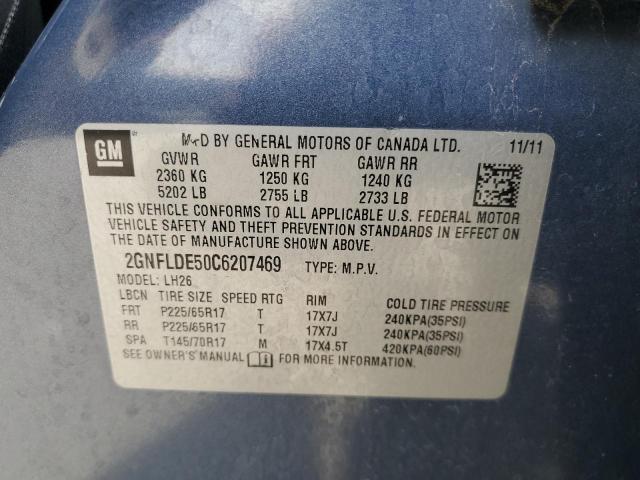 GM
MFD BY GENERAL MOTORS OF CANADA LTD. 11/11
GVWR GAWR FRT GAWR RR
2360 KG 1250 KG 1240 KG
5202 LB 2755 LB 2733 LB
THIS VEHICLE CONFORMS TO ALL APPLICABLE U.S. FEDERAL MOTOR
VEHICLE SAFETY AND THEFT PREVENTION STANDARDS IN EFFECT ON
THE DATE OF MANUFACTURE SHOWN ABOVE.
2GNFLDE50C6207469 TYPE: M.P.V.
MODEL: LH26
LBCN TIRE SIZE SPEED RTG RIM COLD TIRE PRESSURE
FRT P225/65R17 T 17X7J 240KPA(35PSI)
RR P225/65R17 T 17X7J 240KPA(35PSI)
SPA T145/70R17 M 17X4.5T 420KPA(60PSI)
SEE OWNER'S MANUAL FOR MORE INFORMATION.